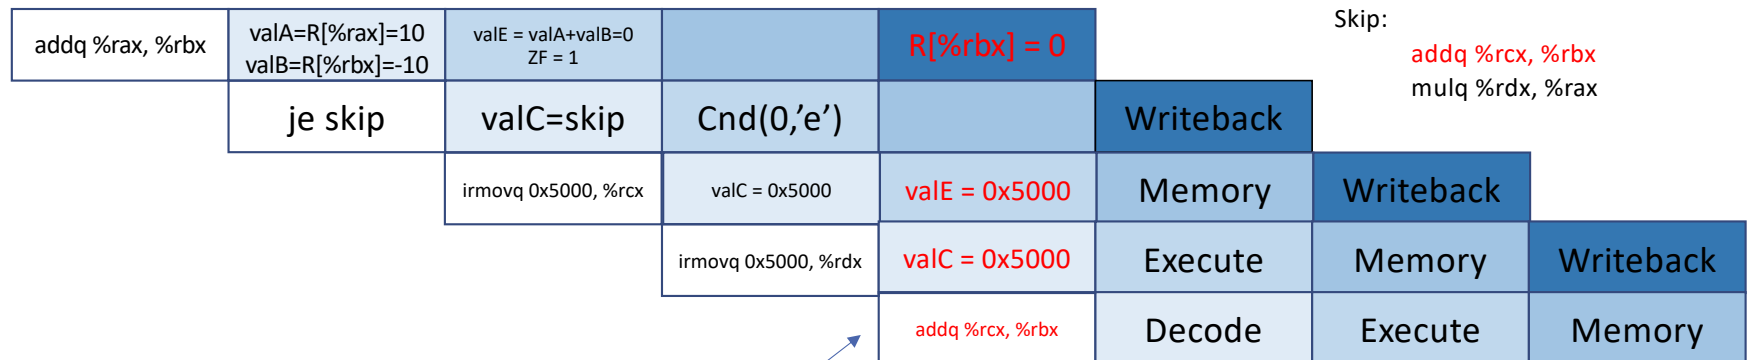 Skip:
addq %rcx, %rbx
mulq %rdx, %rax
addq %rax, %rbx
valA=R[%rax]=10
valB=R[%rbx]=-10
valE = valA+valB=0
ZF = 1
R[%rbx] = 0
je skip
valC=skip
Cnd(0,’e’)
Writeback
irmovq 0x5000, %rcx
valC = 0x5000
valE = 0x5000
Memory
Writeback
irmovq 0x5000, %rdx
valC = 0x5000
Execute
Memory
Writeback
addq %rcx, %rbx
Decode
Execute
Memory